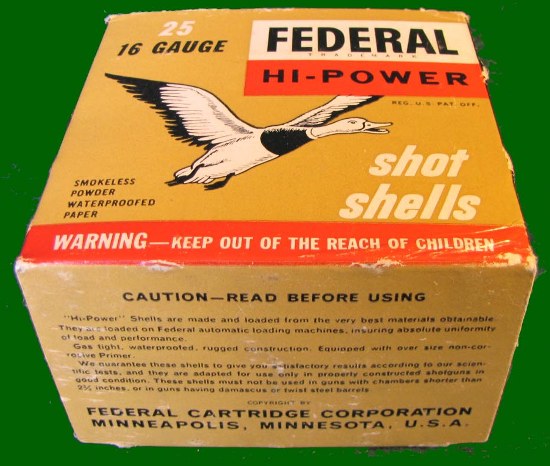 25
16 GAUGE
FEDERAL
TRADEMARK
HI-POWER
REG. U.S. PAT. OFF.
shot
shells
SMOKELESS
POWDER
WATERPROOFED
PAPER
WARNING—KEEP OUT OF THE REACH OF CHILDREN
CAUTION—READ BEFORE USING
"Hi-Power" Shells are made and loaded from the very best materials obtainable.
They are loaded on Federal automatic loading machines, insuring absolute uniformity
of load and performance.
Gas tight, waterproofed, rugged construction. Equipped with over size non-cor-
rosive Primer.
We guarantee these shells to give you satisfactory results according to our scien-
tific tests, and they are adapted for use only in properly constructed shotguns in
good condition. These shells must not be used in guns with chambers shorter than
2¾ inches, or in guns having damascus or twist steel barrels.
COPYRIGHT BY
FEDERAL CARTRIDGE CORPORATION
MINNEAPOLIS, MINNESOTA, U.S.A.